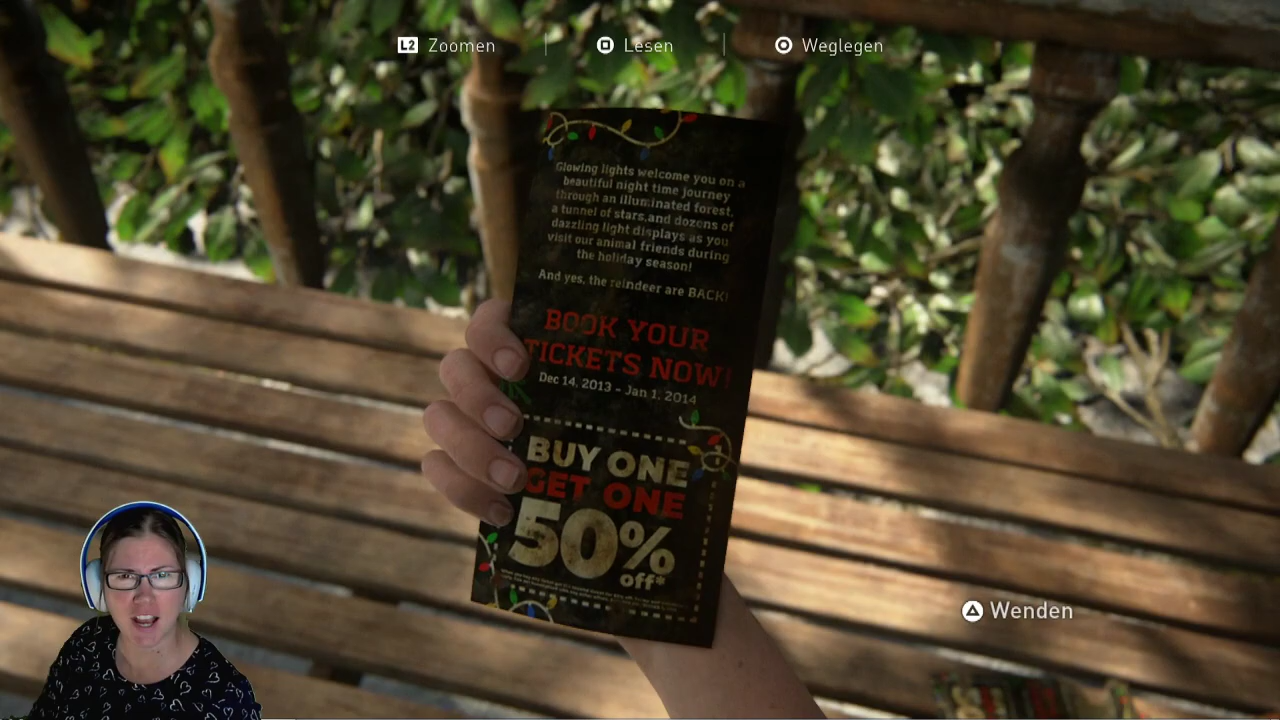 L2 Zoomen
Lesen
Weglegen
Glowing lights welcome you on a
beautiful night time journey
through an illuminated forest,
a tunnel of stars,and dozens of
dazzling light displays as you
visit our animal friends during
the holiday season!
And yes, the reindeer are BACK!
BOOK YOUR
TICKETS NOW!
Dec 14, 2013 - Jan 1, 2014
BUY ONE
GET ONE
50%
off*
Wenden